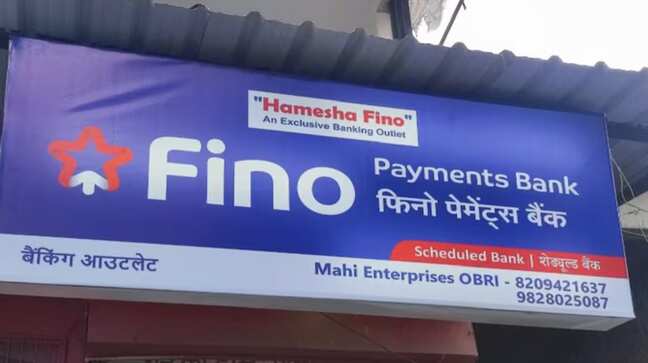 "Hamesha Fino"
An Exclusive Banking Outlet
Fino
Payments Bank
फिनो पेमेंट्स बैंक
Scheduled Bank | शेड्यूल्ड बैंक
बैंकिंग आउटलेट
Mahi Enterprises OBRI - 8209421637
9828025087